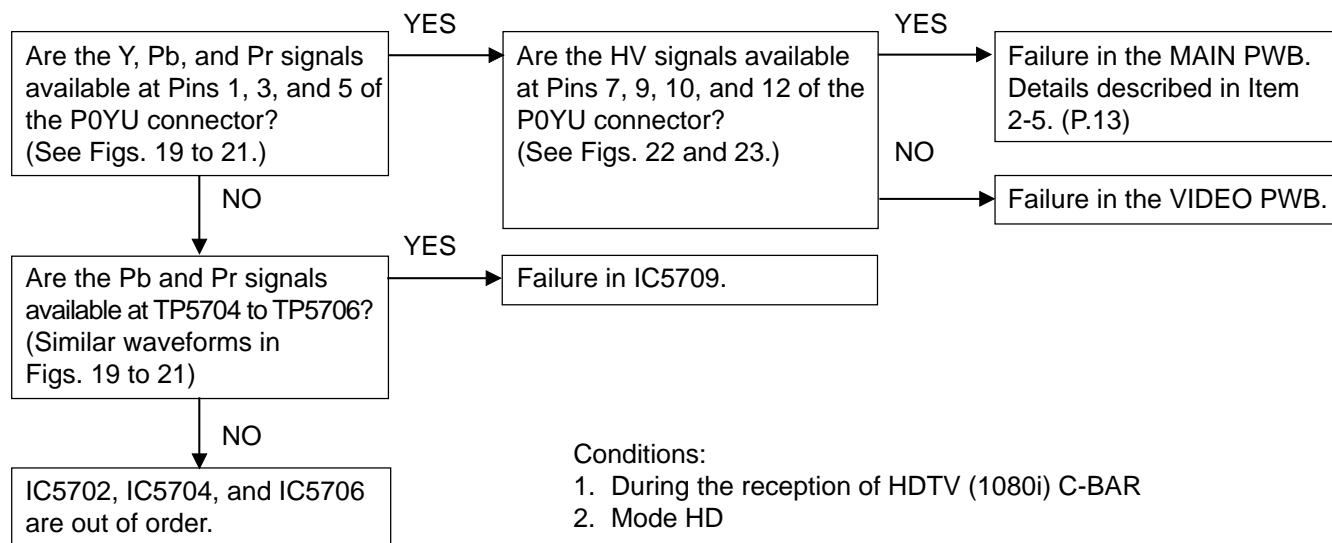 YES
YES
Are the Y, Pb, and Pr signals
available at Pins 1, 3, and 5 of
the P0YU connector?
(See Figs. 19 to 21.)
Are the HV signals available
at Pins 7, 9, 10, and 12 of the
P0YU connector?
(See Figs. 22 and 23.)
Failure in the MAIN PWB.
Details described in Item
2-5. (P.13)
NO
NO
Failure in the VIDEO PWB.
YES
Are the Pb and Pr signals
available at TP5704 to TP5706?
(Similar waveforms in
Figs. 19 to 21)
Failure in IC5709.
NO
IC5702, IC5704, and IC5706
are out of order.
Conditions:
1. During the reception of HDTV (1080i) C-BAR
2. Mode HD